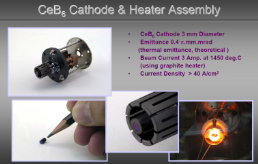 CeB6 Cathode & Heater Assembly
• CeB6 Cathode 3 mm Diameter
• Emittance 0.4 π.mm.mrad
(thermal emittance, theoretical)
• Beam Current 3 Amp. at 1450 deg.C
(using graphite heater)
• Current Density > 40 A/cm²